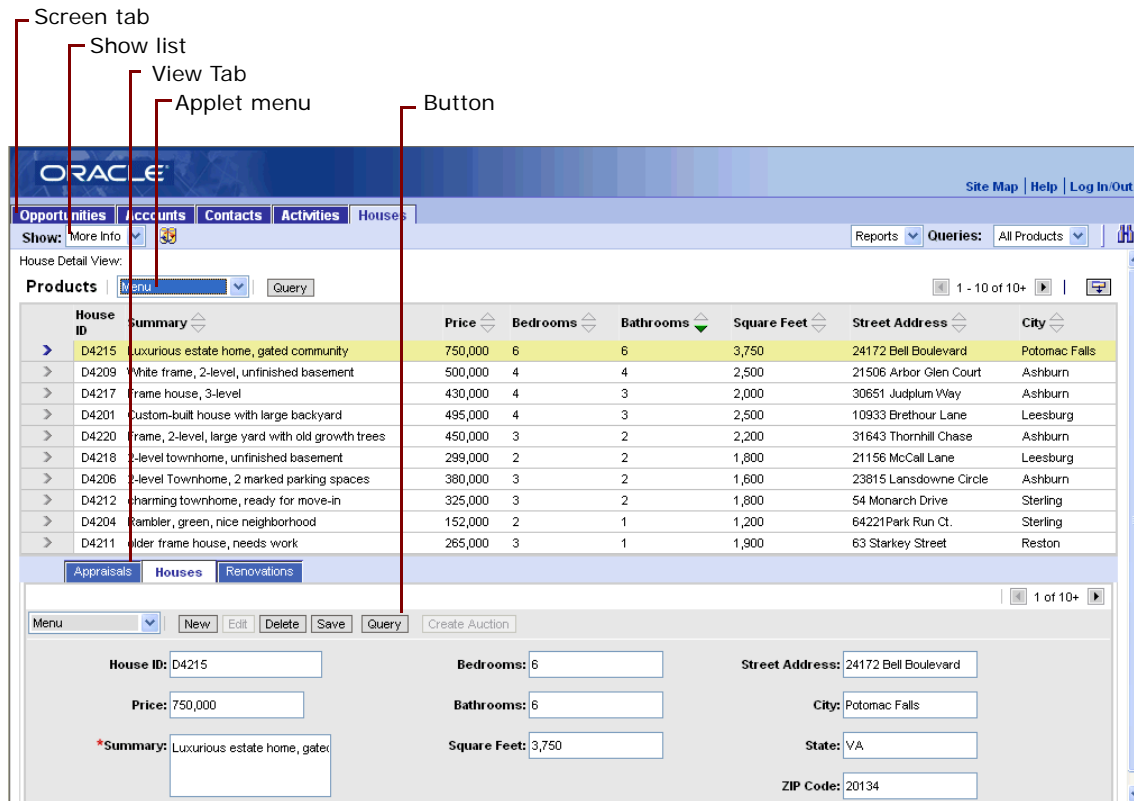 Screen tab
Show list
View Tab
Applet menu
Button
ORACLE
Site Map | Help | Log In/Out
Opportunities Accounts Contacts Activities Houses
Show: More Info Reports Queries: All Products
House Detail View:
Products Menu Query 1 - 10 of 10+
House ID Summary Price Bedrooms Bathrooms Square Feet Street Address City
D4215 Luxurious estate home, gated community 750,000 6 6 3,750 24172 Bell Boulevard Potomac Falls
D4209 White frame, 2-level, unfinished basement 500,000 4 4 2,500 21506 Arbor Glen Court Ashburn
D4217 Frame house, 3-level 430,000 4 3 2,000 30651 Judplum Way Ashburn
D4201 Custom-built house with large backyard 495,000 4 3 2,500 10933 Brethour Lane Leesburg
D4220 Frame, 2-level, large yard with old growth trees 450,000 3 2 2,200 31643 Thornhill Chase Ashburn
D4218 2-level townhome, unfinished basement 299,000 2 2 1,800 21156 McCall Lane Leesburg
D4206 2-level Townhome, 2 marked parking spaces 380,000 3 2 1,600 23815 Lansdowne Circle Ashburn
D4212 charming townhome, ready for move-in 325,000 3 2 1,800 54 Monarch Drive Sterling
D4204 Rambler, green, nice neighborhood 152,000 2 1 1,200 64221Park Run Ct. Sterling
D4211 older frame house, needs work 265,000 3 1 1,900 63 Starkey Street Reston
Appraisals Houses Renovations
1 of 10+
Menu New Edit Delete Save Query Create Auction
House ID: D4215 Bedrooms: 6 Street Address: 24172 Bell Boulevard
Price: 750,000 Bathrooms: 6 City: Potomac Falls
*Summary: Luxurious estate home, gated Square Feet: 3,750 State: VA
ZIP Code: 20134